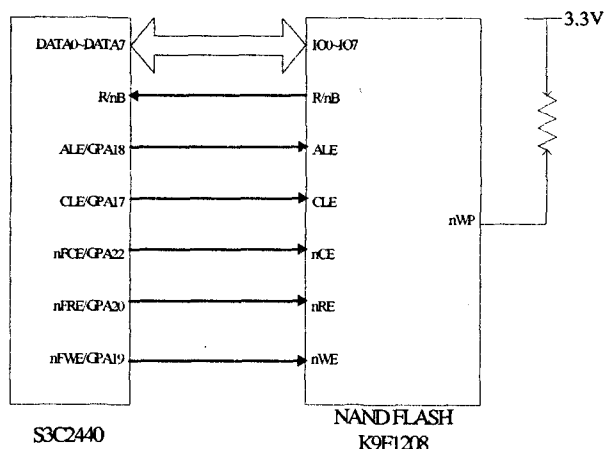 3.3V
DATA0~DATA7
IO0~IO7
R/nB
R/nB
ALE/GPA18
ALE
CLE/GPA17
CLE
nWP
nFCE/GPA22
nCE
nFRE/GPA20
nRE
nFWE/GPA19
nWE
NAND FLASH
S3C2440
K9F1208